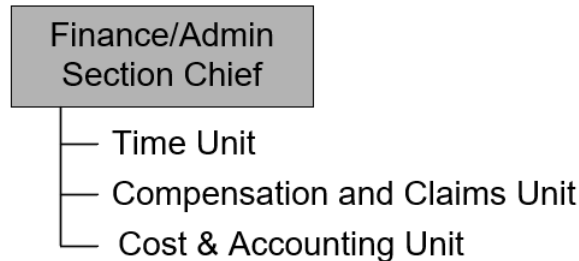 Finance/Admin
Section Chief
Time Unit
Compensation and Claims Unit
Cost & Accounting Unit